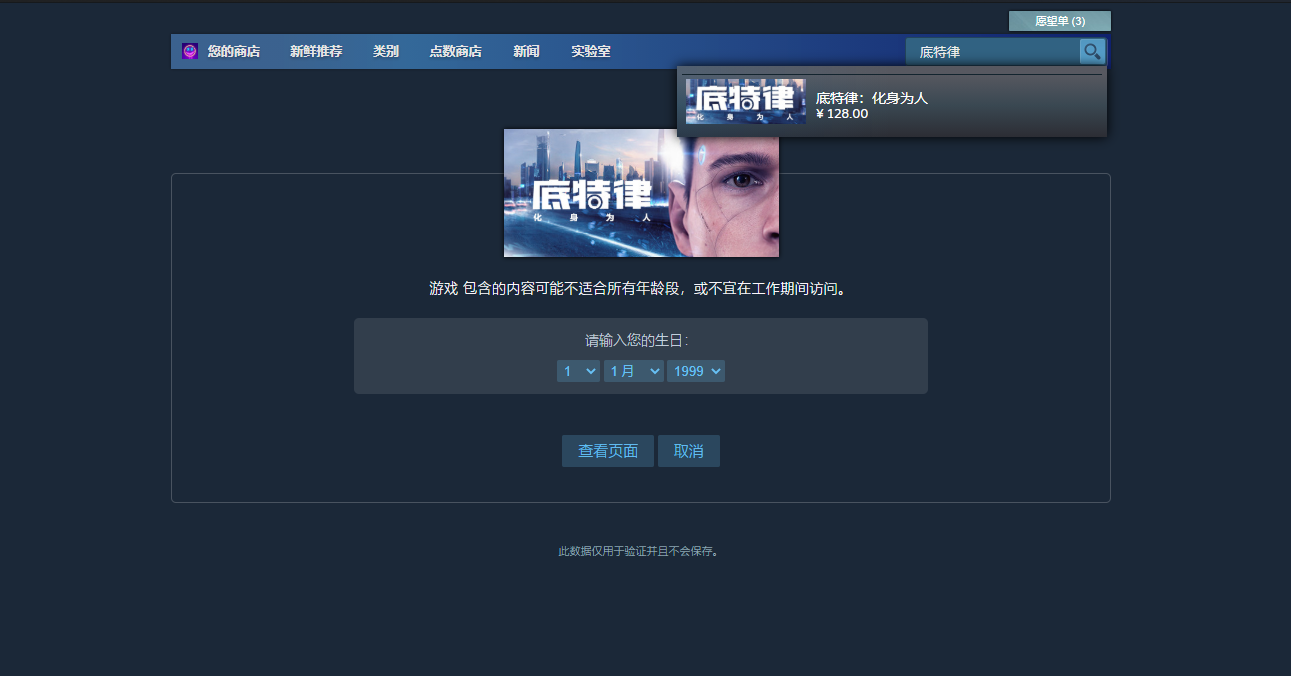 愿望单 (3)
您的商店 新鲜推荐 类别 点数商店 新闻 实验室 底特律
底特律 化身为人
底特律：化身为人
¥ 128.00
底特律
化身为人
游戏 包含的内容可能不适合所有年龄段，或不宜在工作期间访问。
请输入您的生日：
1 1 月 1999
查看页面 取消
此数据仅用于验证并且不会保存。